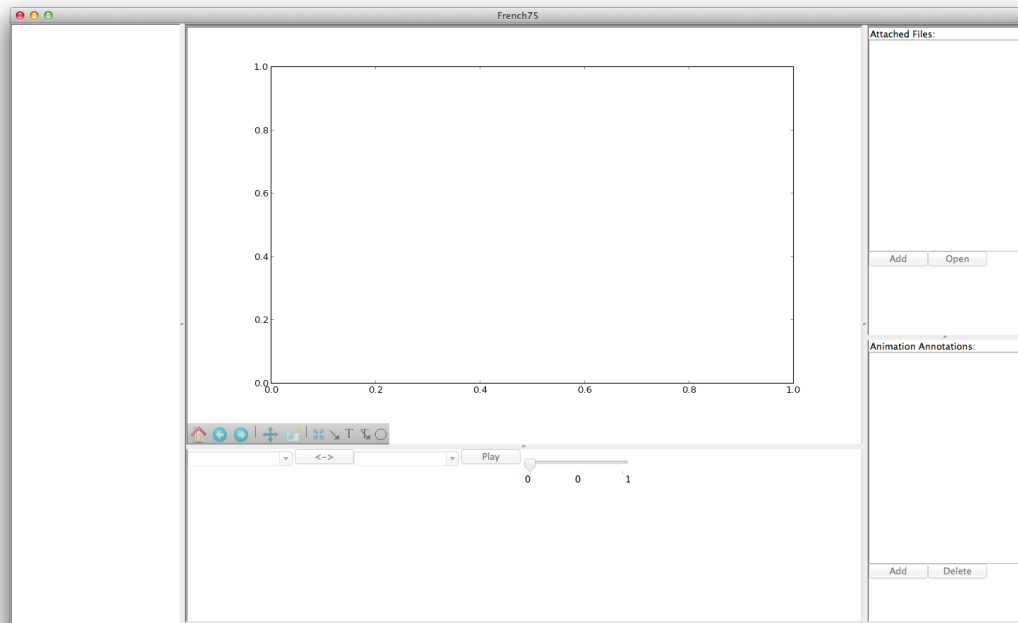 French75
Attached Files:
1.0
0.8
0.6
0.4
0.2
0.0
0.0 0.2 0.4 0.6 0.8 1.0
Add Open
Animation Annotations:
T T
<-> Play
0 0 1
Add Delete